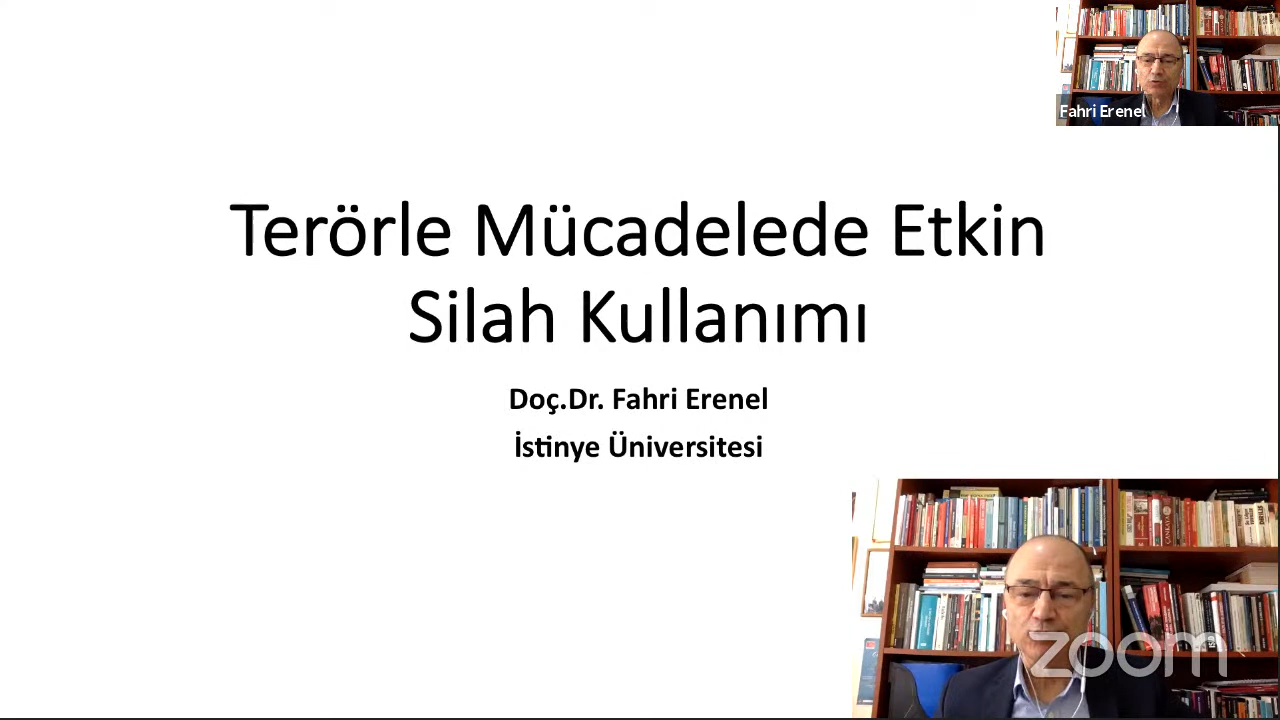 Fahri Erenel
Terörle Mücadelede Etkin
Silah Kullanımı
Doç.Dr. Fahri Erenel
İstinye Üniversitesi
zoom